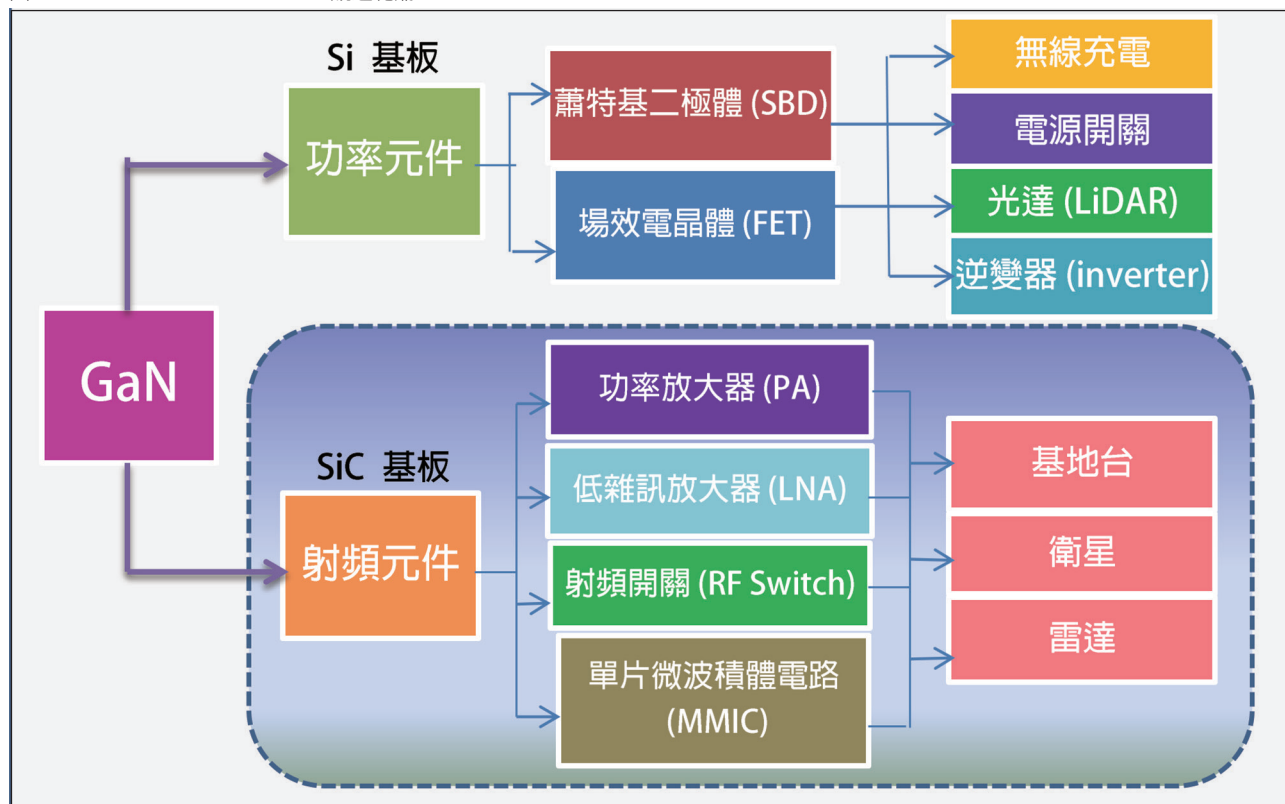 Si 基板
功率元件
蕭特基二極體 (SBD)
場效電晶體 (FET)
無線充電
電源開關
光達 (LiDAR)
逆變器 (inverter)
GaN
SiC 基板
射頻元件
功率放大器 (PA)
低雜訊放大器 (LNA)
射頻開關 (RF Switch)
單片微波積體電路
(MMIC)
基地台
衛星
雷達